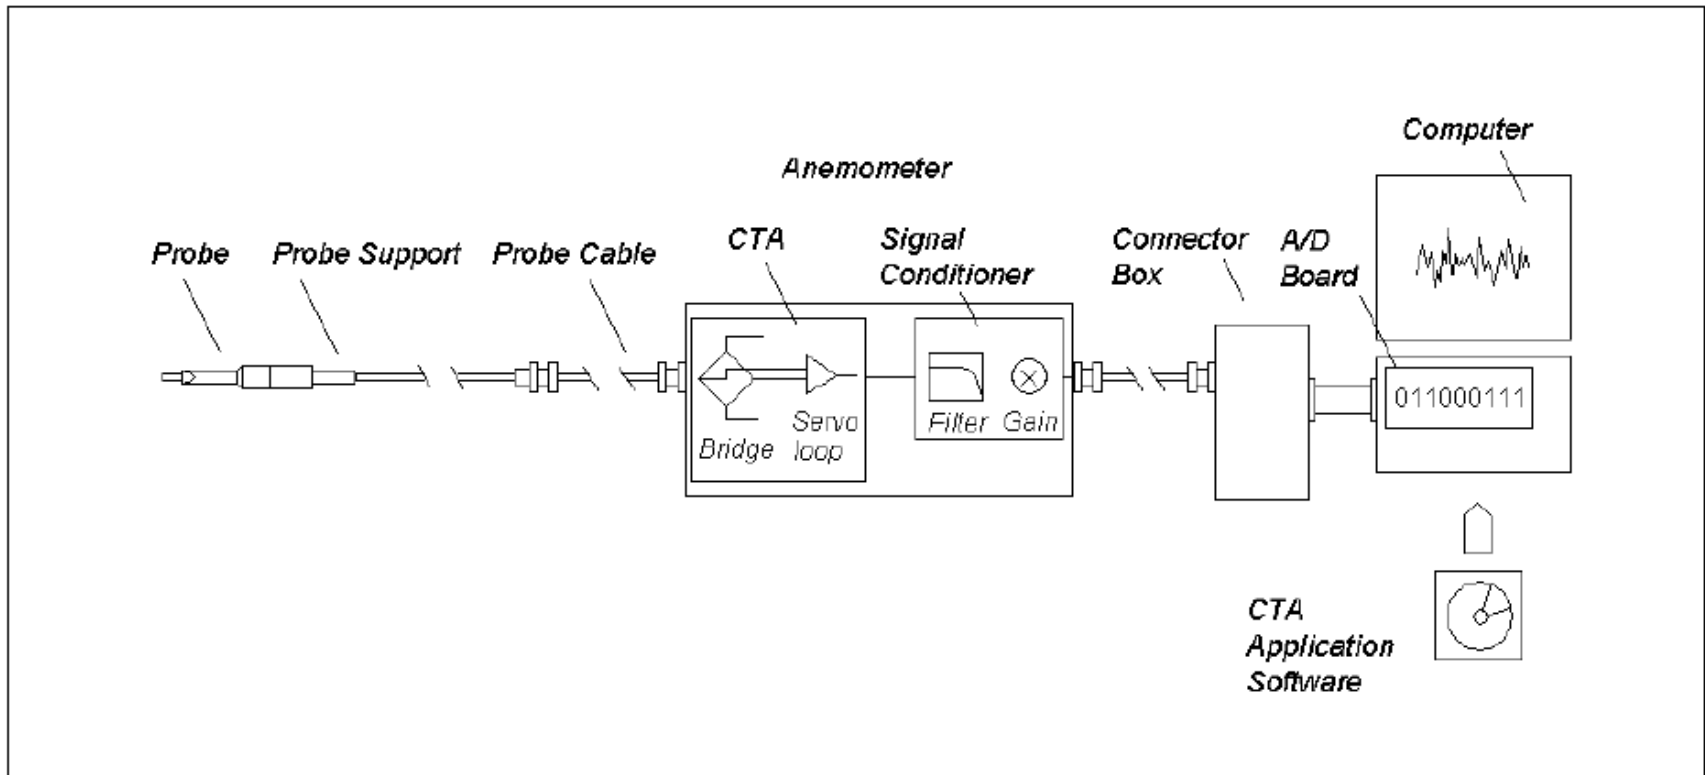 Computer
Anemometer
Probe
Probe Support
Probe Cable
CTA
Signal
Conditioner
Connector
Box
A/D
Board
Bridge
Servo
loop
Filter
Gain
011000111
CTA
Application
Software